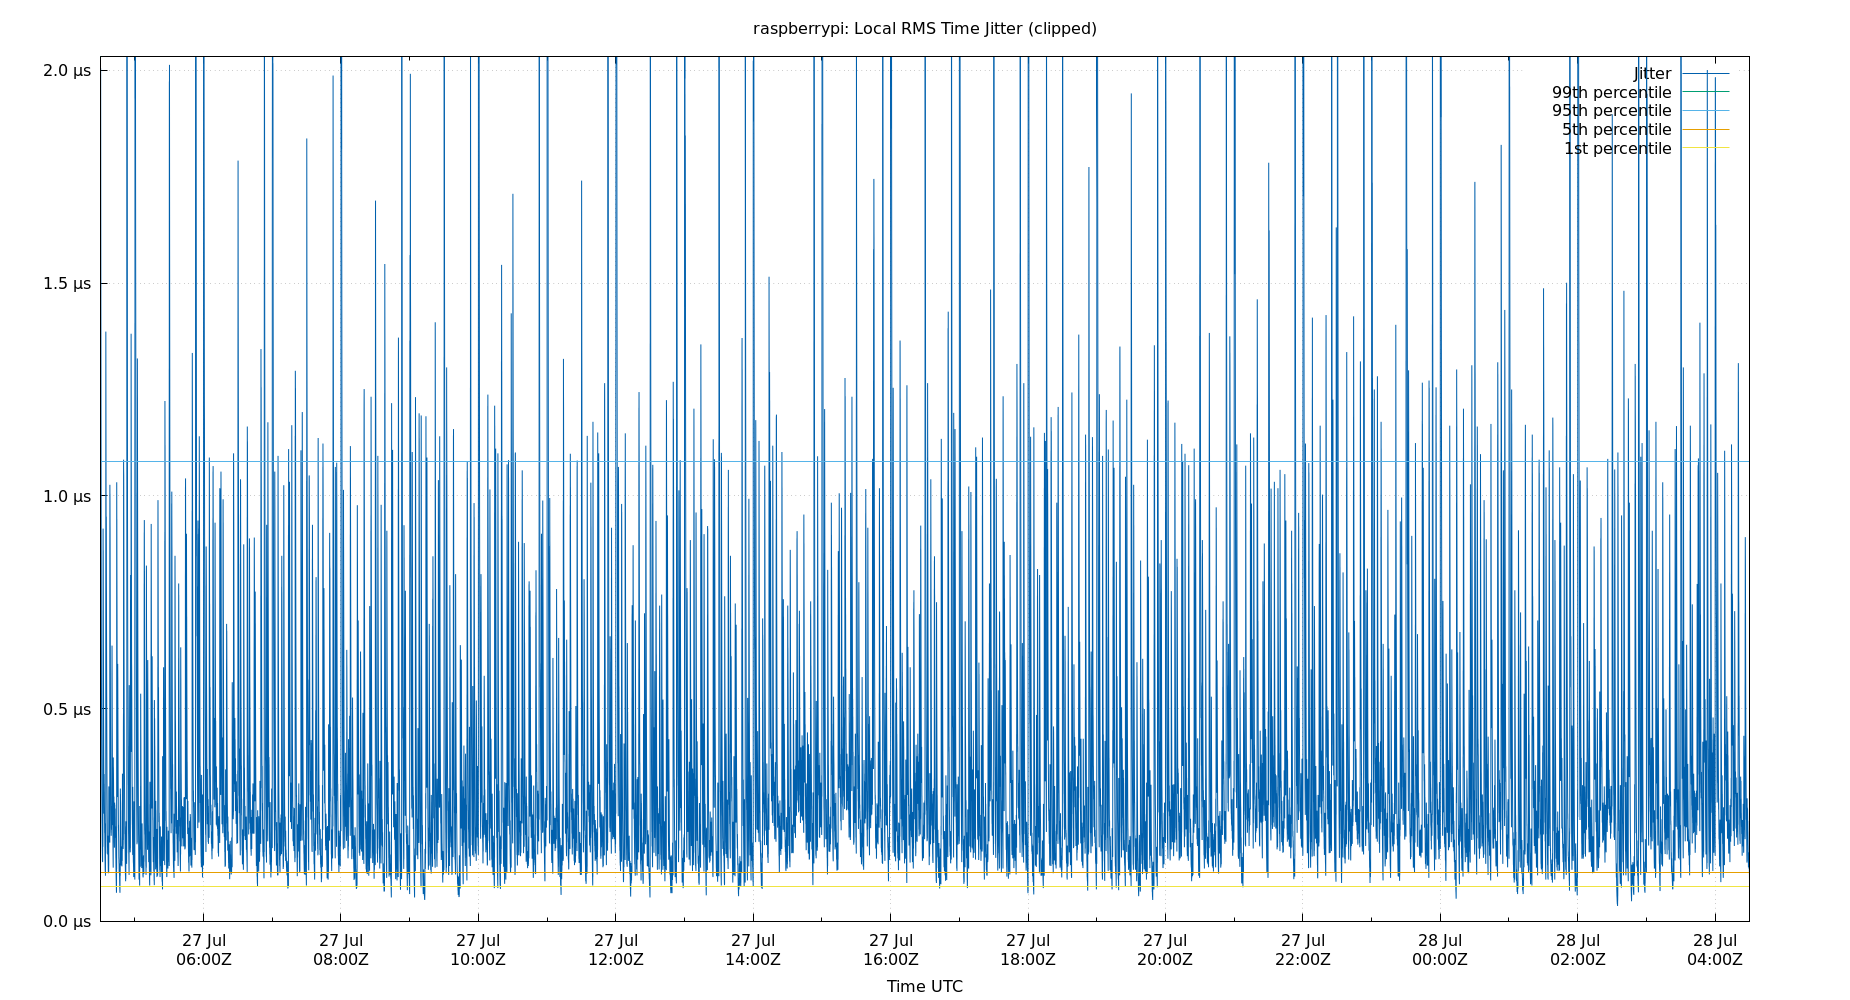 raspberrypi: Local RMS Time Jitter (clipped)
2.0 µs
1.5 µs
1.0 µs
0.5 µs
0.0 µs
Jitter
99th percentile
95th percentile
5th percentile
1st percentile
27 Jul
06:00Z
27 Jul
08:00Z
27 Jul
10:00Z
27 Jul
12:00Z
27 Jul
14:00Z
27 Jul
16:00Z
27 Jul
18:00Z
27 Jul
20:00Z
27 Jul
22:00Z
28 Jul
00:00Z
28 Jul
02:00Z
28 Jul
04:00Z
Time UTC